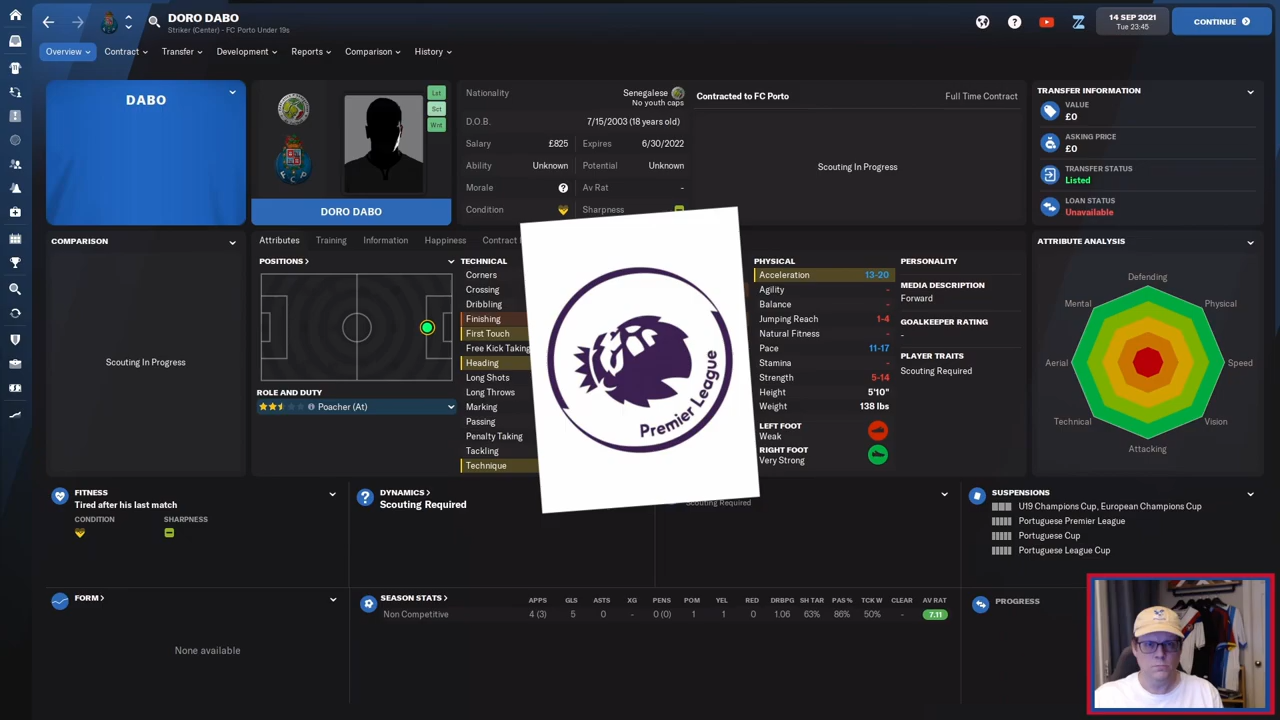 DORO DABO
Striker (Center) - FC Porto Under 19s
14 SEP 2021
Tue 23:45
CONTINUE
Overview
Contract
Transfer
Development
Reports
Comparison
History
DABO
Lst
Sct
Wnt
DORO DABO
Nationality
Senegalese
No youth caps
D.O.B.
7/15/2003 (18 years old)
Salary
£825
Expires
6/30/2022
Ability
Unknown
Potential
Unknown
Morale
Av Rat
-
Condition
Sharpness
Contracted to FC Porto
Full Time Contract
Scouting In Progress
TRANSFER INFORMATION
VALUE
£0
ASKING PRICE
£0
TRANSFER STATUS
Listed
LOAN STATUS
Unavailable
COMPARISON
Scouting In Progress
Attributes
Training
Information
Happiness
Contract
POSITIONS >
ROLE AND DUTY
Poacher (At)
TECHNICAL
Corners
Crossing
Dribbling
Finishing
First Touch
Free Kick Taking
Heading
Long Shots
Long Throws
Marking
Passing
Penalty Taking
Tackling
Technique
Premier League
PHYSICAL
Acceleration 13-20
Agility -
Balance -
Jumping Reach 1-4
Natural Fitness -
Pace 11-17
Stamina -
Strength 5-14
Height 5'10"
Weight 138 lbs
LEFT FOOT
Weak
RIGHT FOOT
Very Strong
PERSONALITY
MEDIA DESCRIPTION
Forward
GOALKEEPER RATING
-
PLAYER TRAITS
Scouting Required
ATTRIBUTE ANALYSIS
Defending
Physical
Speed
Vision
Attacking
Technical
Aerial
Mental
FITNESS
Tired after his last match
CONDITION
SHARPNESS
DYNAMICS >
Scouting Required
Scouting Required
SUSPENSIONS
U19 Champions Cup, European Champions Cup
Portuguese Premier League
Portuguese Cup
Portuguese League Cup
FORM >
None available
SEASON STATS >
APPS GLS ASTS XG PENS POM YEL RED DRBPG SH TAR PAS % TCK W CLEAR AV RAT
Non Competitive 4 (3) 5 0 - 0 (0) 1 1 0 1.06 63% 86% 50% - 7.11
PROGRESS